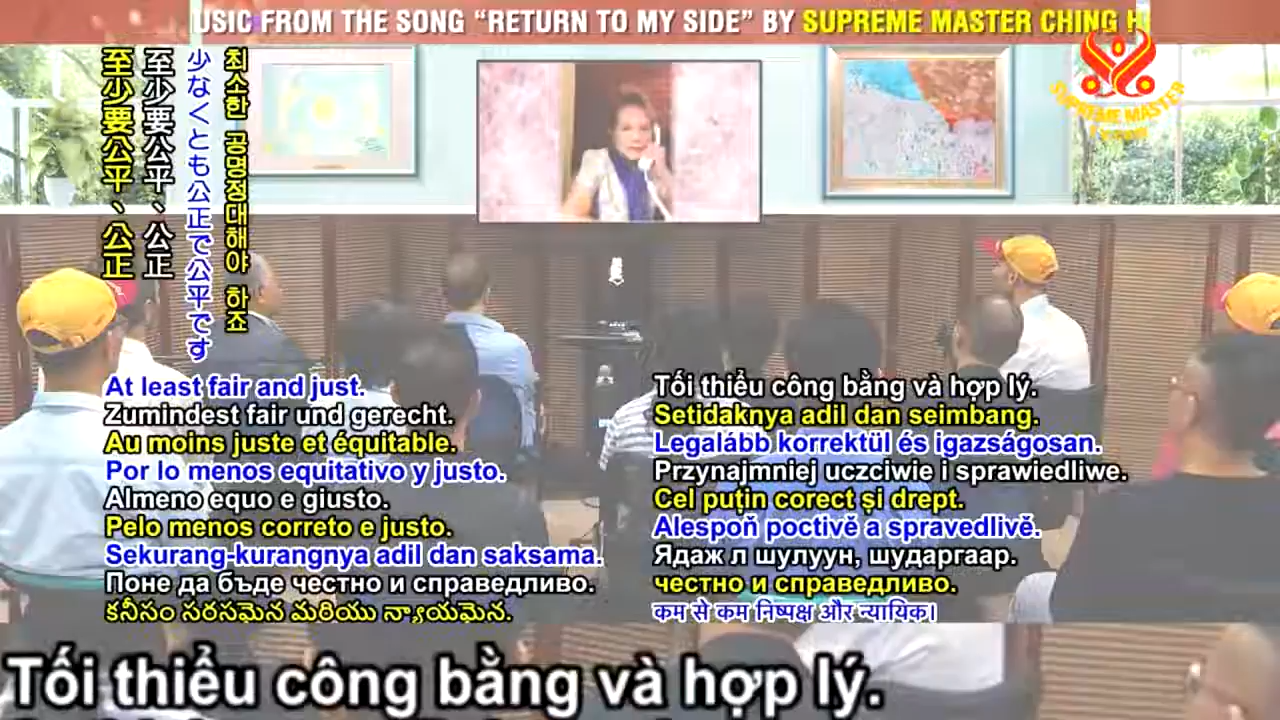 USIC FROM THE SONG “RETURN TO MY SIDE” BY SUPREME MASTER CHING H
SUPREME MASTER
최소한 공명정대해야 하죠
少なくとも公正で公平です
至少要公平、公正
至少要公平、公正
At least fair and just.
Zumindest fair und gerecht.
Au moins juste et équitable.
Por lo menos equitativo y justo.
Almeno equo e giusto.
Pelo menos correto e justo.
Sekurang-kurangnya adil dan saksama.
Поне да бъде честно и справедливо.
కనీసం సరసమైన మరియు న్యాయమైన.
Tối thiểu công bằng và hợp lý.
Setidaknya adil dan seimbang.
Legalább korrektül és igazságosan.
Przynajmniej uczciwie i sprawiedliwe.
Cel puțin corect și drept.
Alespoň poctivě a spravedlivě.
Ядаж л шулуун, шударгаар.
честно и справедливо.
कम से कम निष्पक्ष और न्यायिक।
Tối thiểu công bằng và hợp lý.